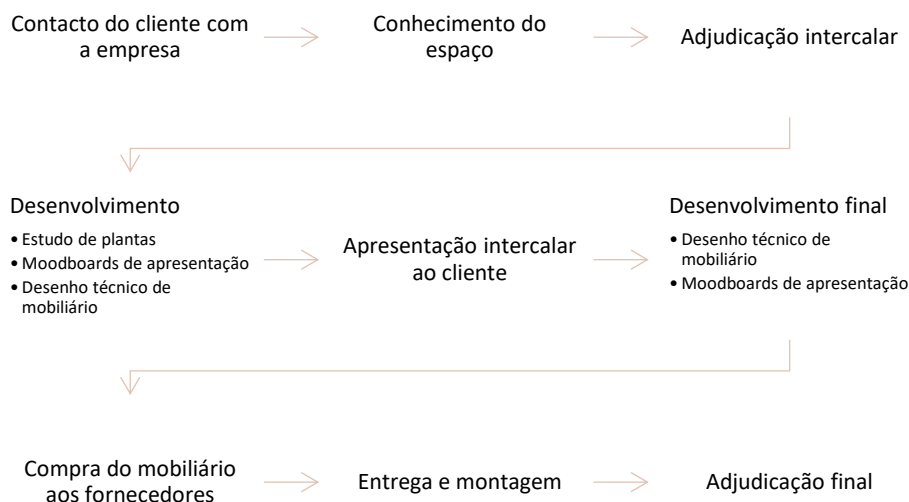 Contacto do cliente com
a empresa
Conhecimento do
espaço
Adjudicação intercalar
Desenvolvimento
• Estudo de plantas
• Moodboards de apresentação
• Desenho técnico de
mobiliário
Apresentação intercalar
ao cliente
Desenvolvimento final
• Desenho técnico de
mobiliário
• Moodboards de apresentação
Compra do mobiliário
aos fornecedores
Entrega e montagem
Adjudicação final